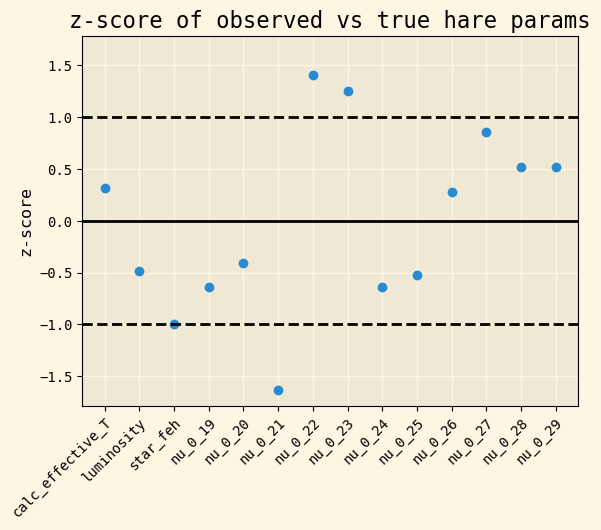 z-score of observed vs true hare params
z-score
1.5
1.0
0.5
0.0
−0.5
−1.0
−1.5
calc_effective_T
luminosity
star_feh
nu_0_19
nu_0_20
nu_0_21
nu_0_22
nu_0_23
nu_0_24
nu_0_25
nu_0_26
nu_0_27
nu_0_28
nu_0_29